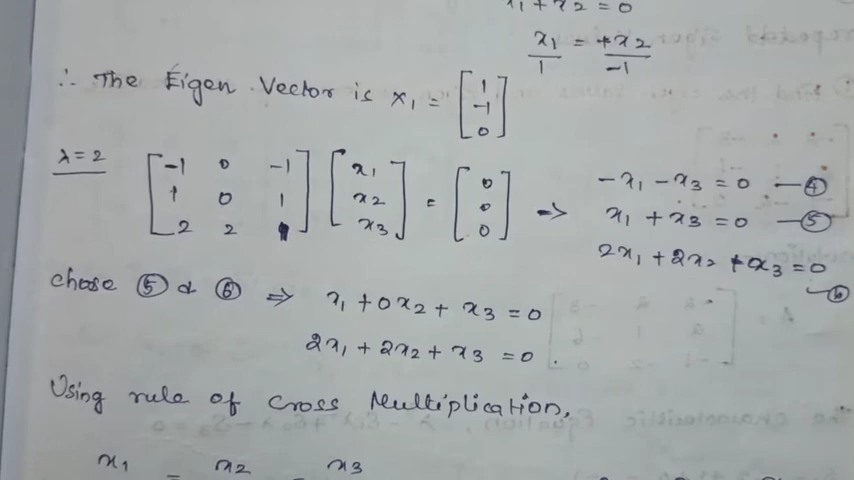 x1 + x2 = 0
x1/1 = +x2/-1
∴ The Eigen Vector is X1 = [1 -1 0]
λ = 2 [-1 0 -1; 1 0 1; 2 2 ] [x1 x2 x3] = [0 0 0] ⇒ -x1 - x3 = 0 — ④
x1 + x3 = 0 — ⑤
2x1 + 2x2 + x3 = 0 — ⑥
chose ⑤ & ⑥ ⇒ x1 + 0x2 + x3 = 0
2x1 + 2x2 + x3 = 0.
Using rule of Cross Multiplication,
x1 = x2 = x3